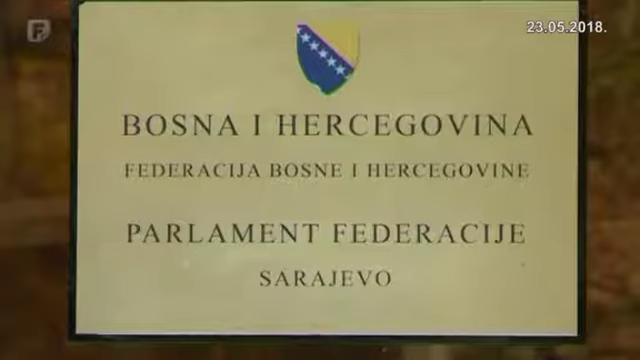 23.05.2018.
BOSNA I HERCEGOVINA
FEDERACIJA BOSNE I HERCEGOVINE
PARLAMENT FEDERACIJE
SARAJEVO